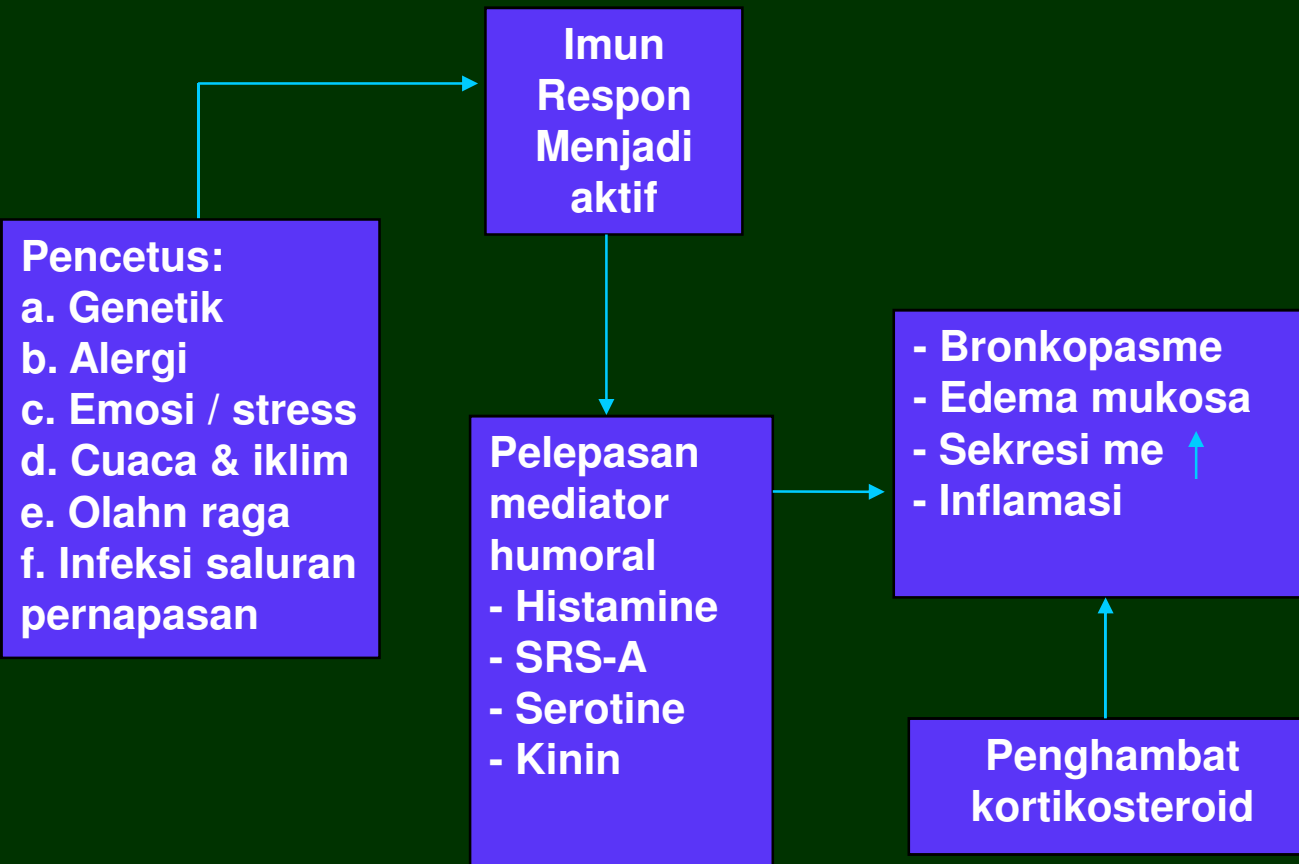 Imun
Respon
Menjadi
aktif
Pencetus:
a. Genetik
b. Alergi
c. Emosi / stress
d. Cuaca & iklim
e. Olahn raga
f. Infeksi saluran
pernapasan
Pelepasan
mediator
humoral
- Histamine
- SRS-A
- Serotine
- Kinin
- Bronkopasme
- Edema mukosa
- Sekresi me
- Inflamasi
Penghambat
kortikosteroid